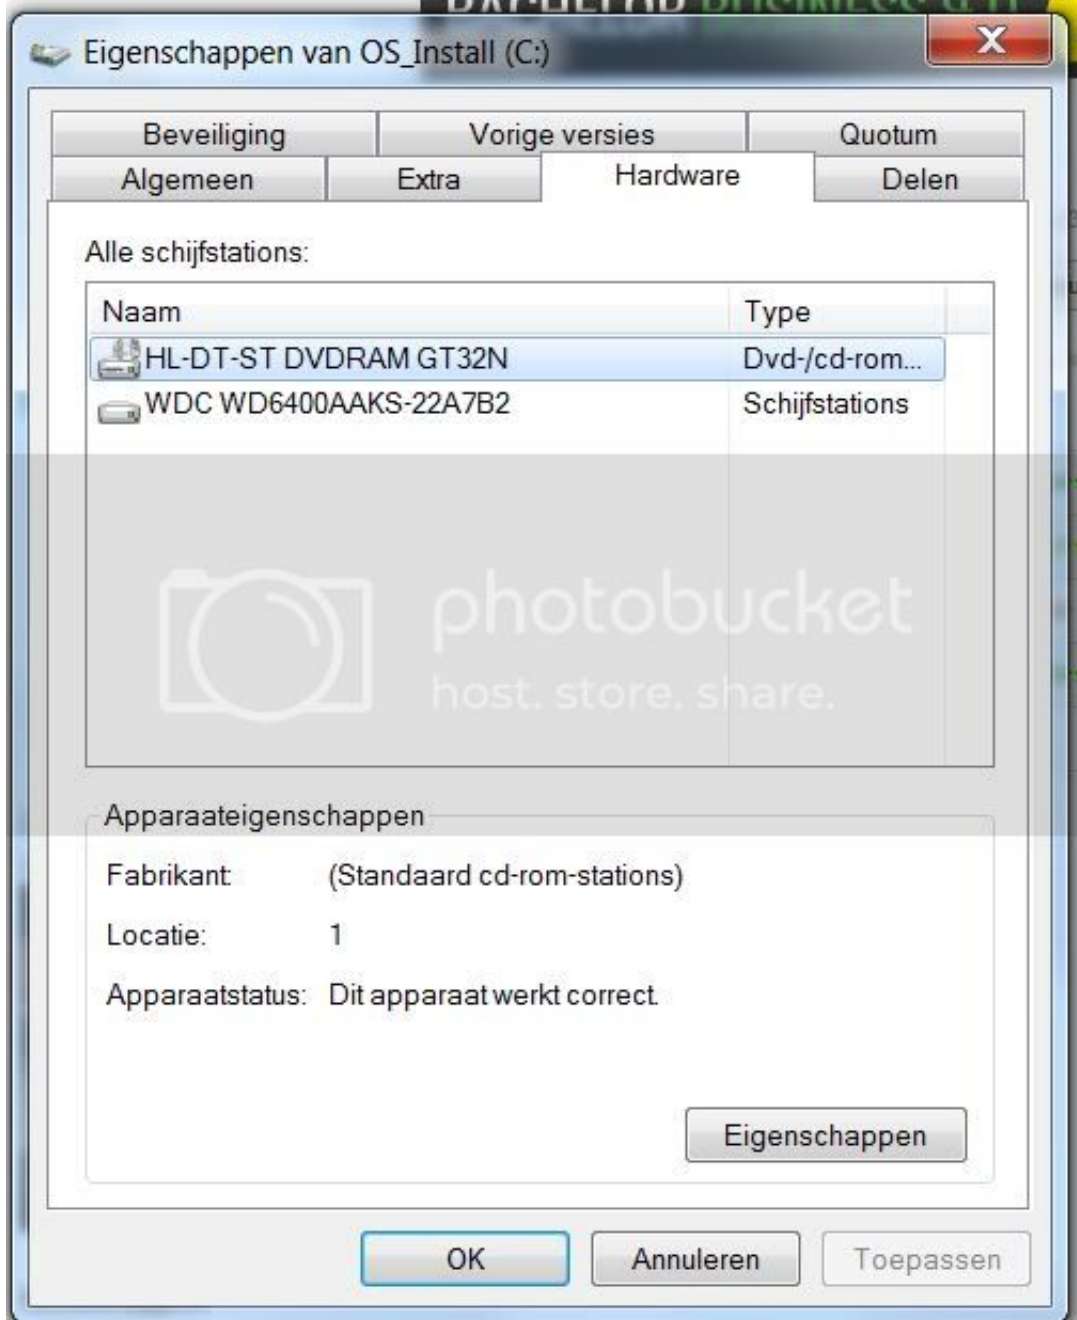 BACHELOR BUSINESS
Eigenschappen van OS_Install (C:)
Beveiliging Vorige versies Quotum
Algemeen Extra Hardware Delen
Alle schijfstations:
Naam Type
HL-DT-ST DVDRAM GT32N Dvd-/cd-rom...
WDC WD6400AAKS-22A7B2 Schijfstations
photobucket
host. store. share.
Apparaateigenschappen
Fabrikant: (Standaard cd-rom-stations)
Locatie: 1
Apparaatstatus: Dit apparaat werkt correct.
Eigenschappen
OK Annuleren Toepassen